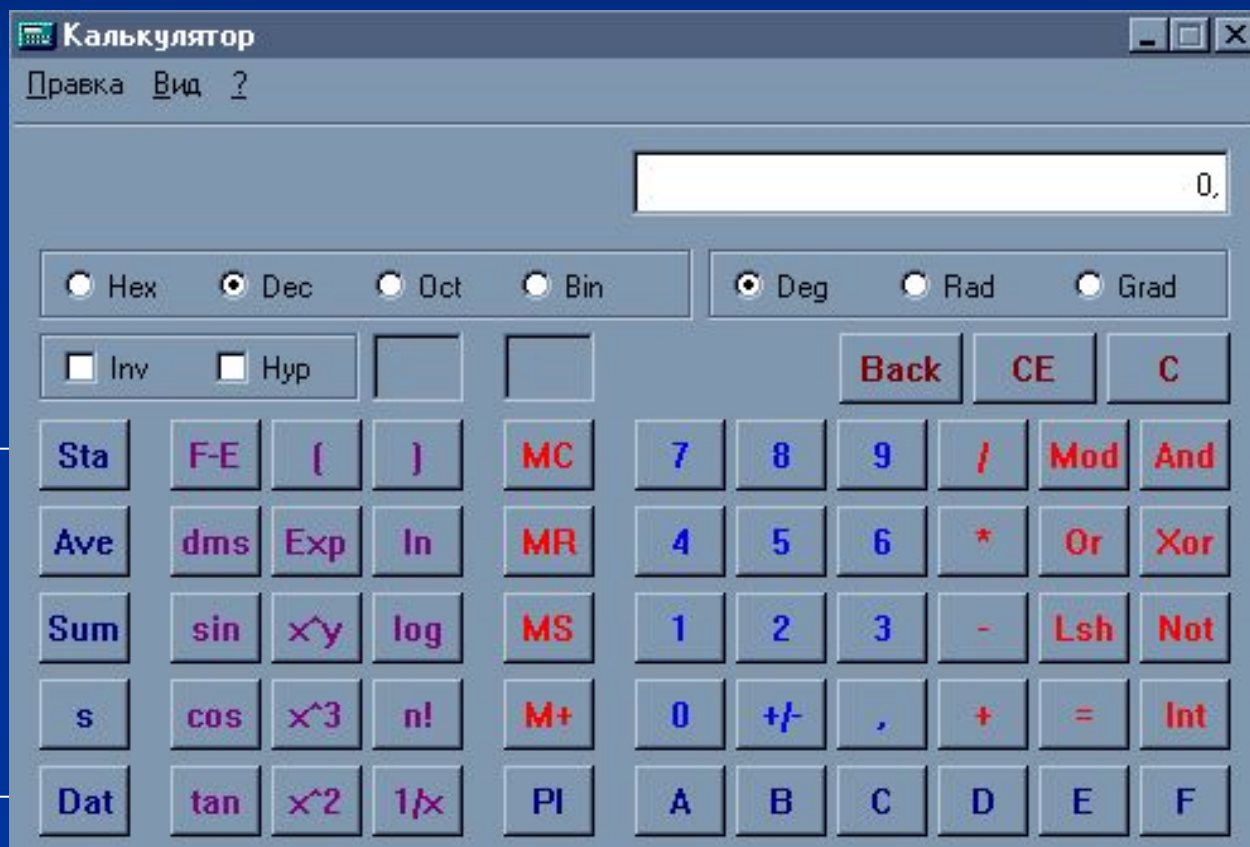 Калькулятор
Правка Вид ?
0,
Hex Dec Oct Bin Deg Rad Grad
Inv Hyp Back CE C
Sta F-E ( ) MC 7 8 9 / Mod And
Ave dms Exp ln MR 4 5 6 * Or Xor
Sum sin x^y log MS 1 2 3 - Lsh Not
s cos x^3 n! M+ 0 +/- , + = Int
Dat tan x^2 1/x PI A B C D E F